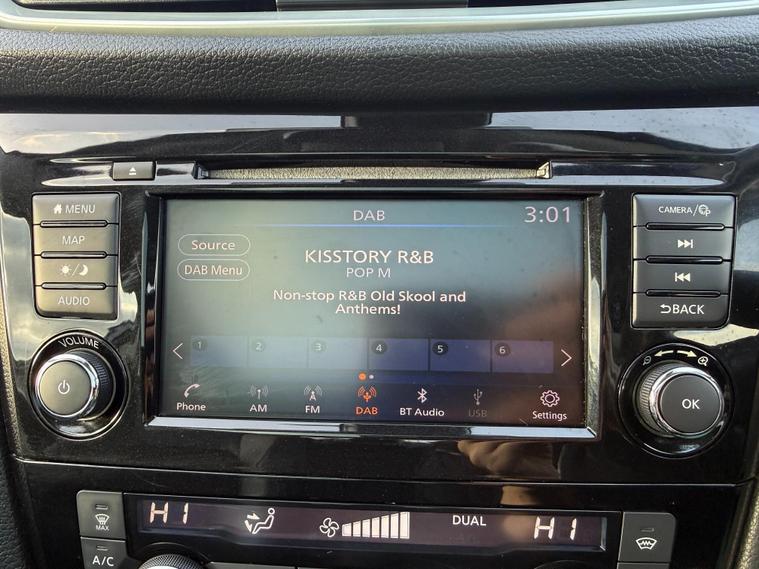 DAB
3:01
MENU
MAP
AUDIO
VOLUME
Source
DAB Menu
KISSTORY R&B
POP M
Non-stop R&B Old Skool and
Anthems!
1 2 3 4 5 6
Phone
AM
FM
DAB
BT Audio
USB
Settings
CAMERA/
BACK
OK
MAX
A/C
HI
DUAL
HI